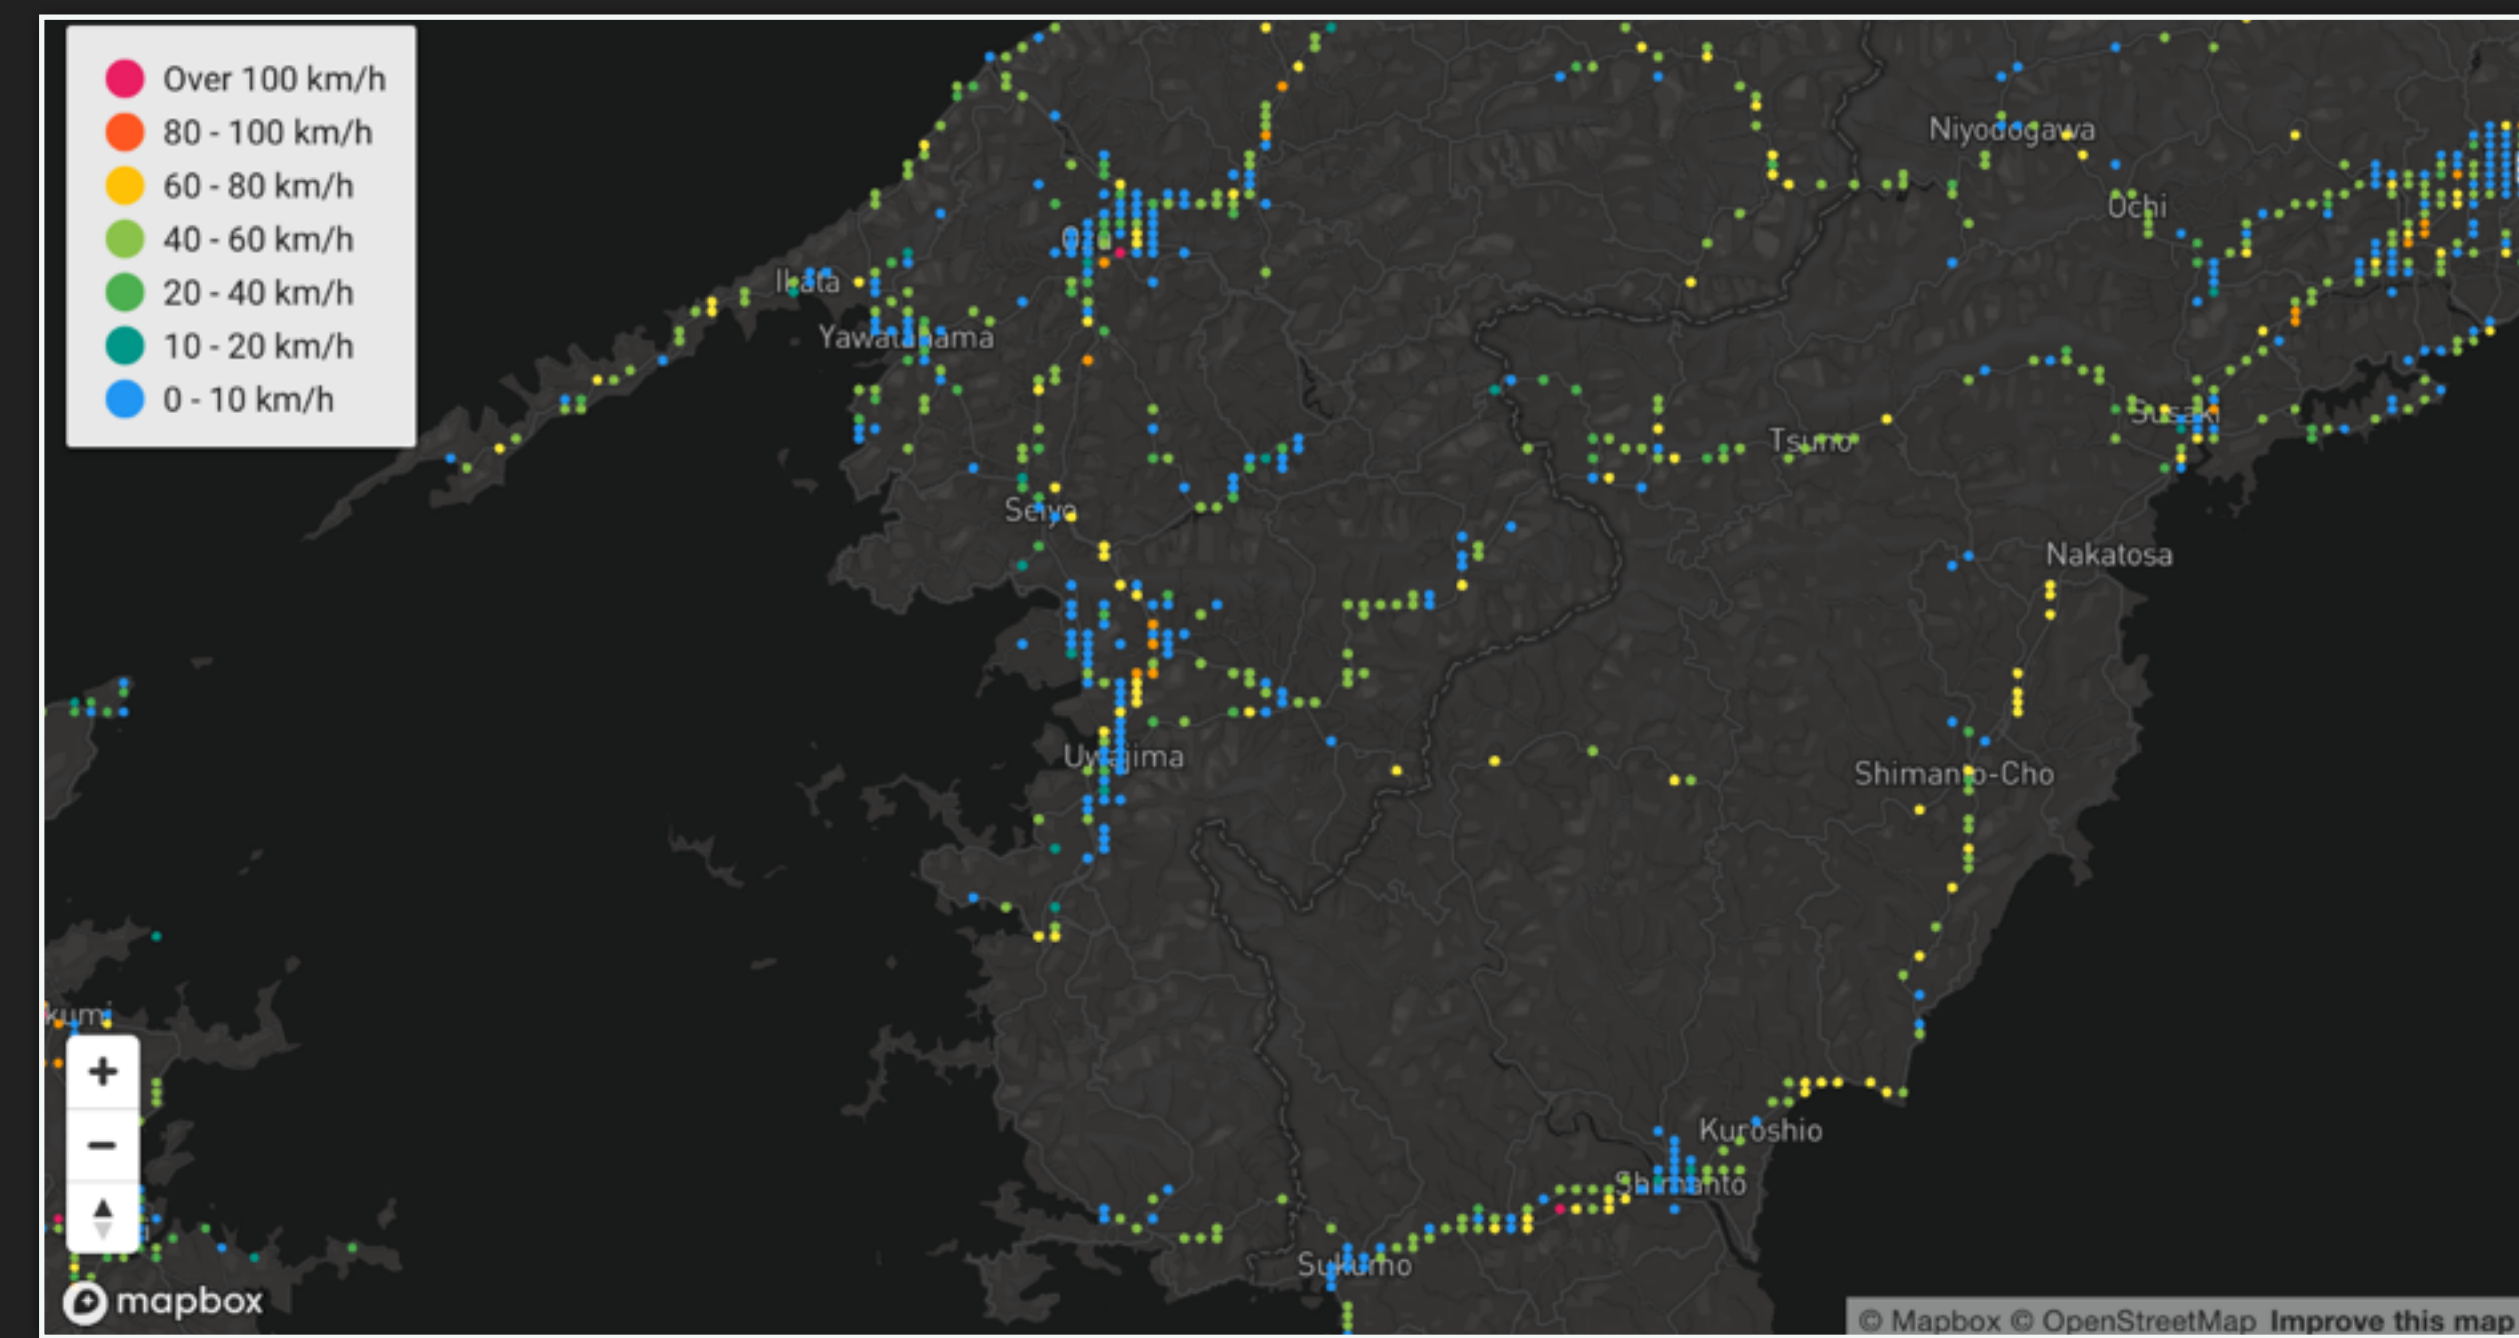 Over 100 km/h
80 - 100 km/h
60 - 80 km/h
40 - 60 km/h
20 - 40 km/h
10 - 20 km/h
0 - 10 km/h
Niyodogawa
Ochi
Ikata
Yawatahama
Susaki
Tsuno
Seiyo
Nakatosa
Uwajima
Shimanto-Cho
kumi
Kuroshio
Shimanto
Sukumo
mapbox
© Mapbox © OpenStreetMap Improve this map